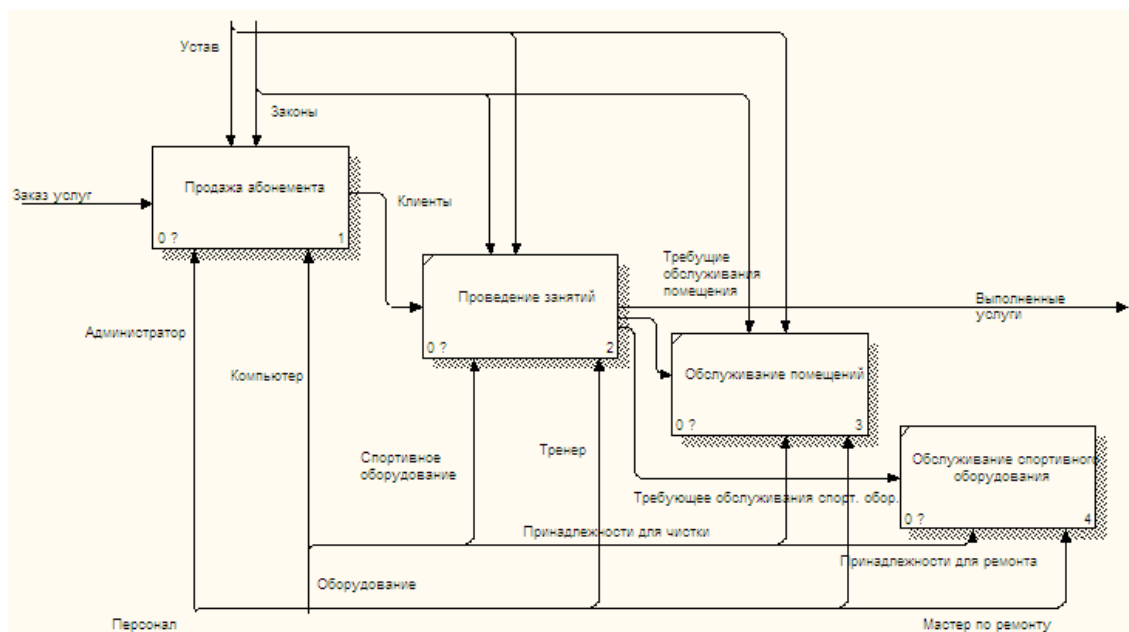 Устав
Законы
Продажа абонемента
Заказ услуг
Клиенты
0 ?
1
Требущие
обслуживания
помещения
Проведение занятий
Выполненные
услуги
Администратор
0 ?
2
Компьютер
Обслуживание помещений
0 ?
3
Спортивное
оборудование
Тренер
Обслуживание спортивного
оборудования
Требующее обслуживания спорт. обор.
0 ?
4
Принадлежности для чистки
Принадлежности для ремонта
Оборудование
Персонал
Мастер по ремонту